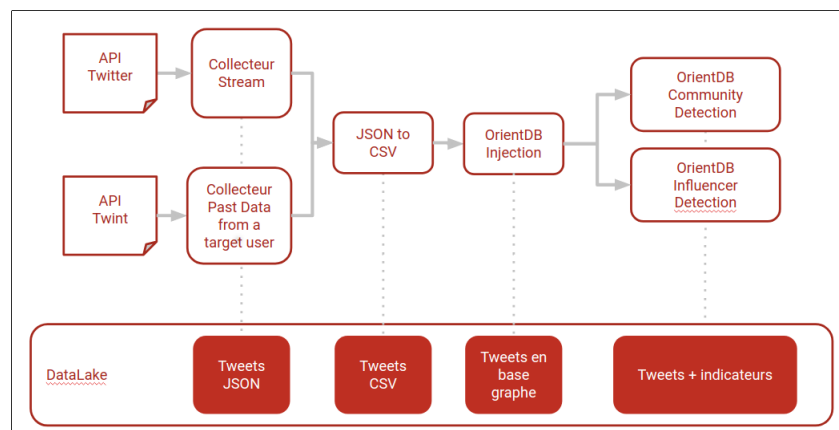 API
Twitter
Collecteur
Stream
API
Twint
Collecteur
Past Data
from a
target user
JSON to
CSV
OrientDB
Injection
OrientDB
Community
Detection
OrientDB
Influencer
Detection
DataLake
Tweets
JSON
Tweets
CSV
Tweets en
base
graphe
Tweets + indicateurs